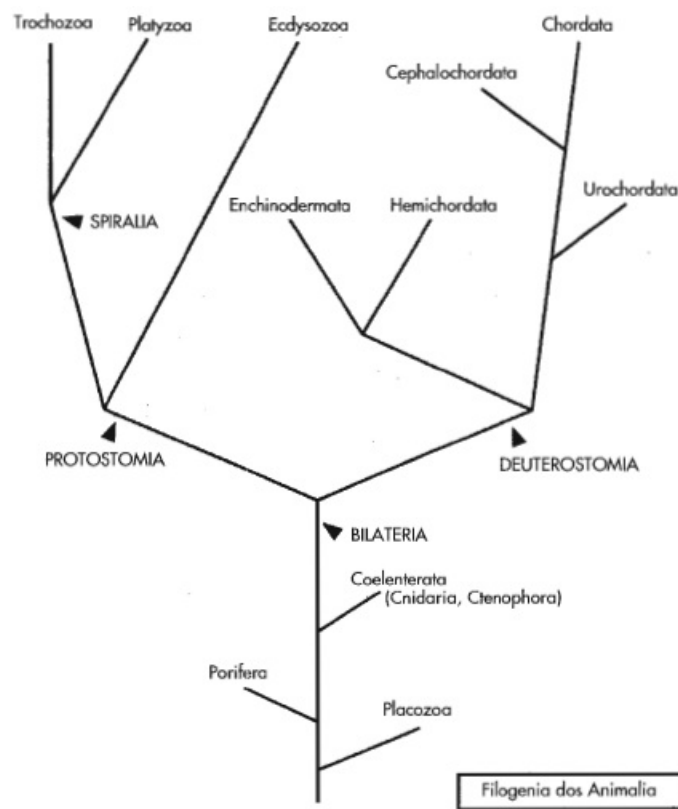 Trochozoa
Platyzoa
Ecdysozoa
Chordata
Cephalochordata
Urochordata
Enchinodermata
Hemichordata
SPIRALIA
PROTOSTOMIA
DEUTEROSTOMIA
BILATERIA
Coelenterata
(Cnidaria, Ctenophora)
Porifera
Placozoa
Filogenia dos Animalia